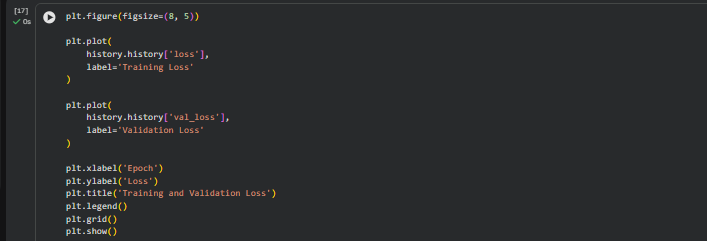 [17]
0s
plt.figure(figsize=(8, 5))
plt.plot(
    history.history['loss'],
    label='Training Loss'
)
plt.plot(
    history.history['val_loss'],
    label='Validation Loss'
)
plt.xlabel('Epoch')
plt.ylabel('Loss')
plt.title('Training and Validation Loss')
plt.legend()
plt.grid()
plt.show()